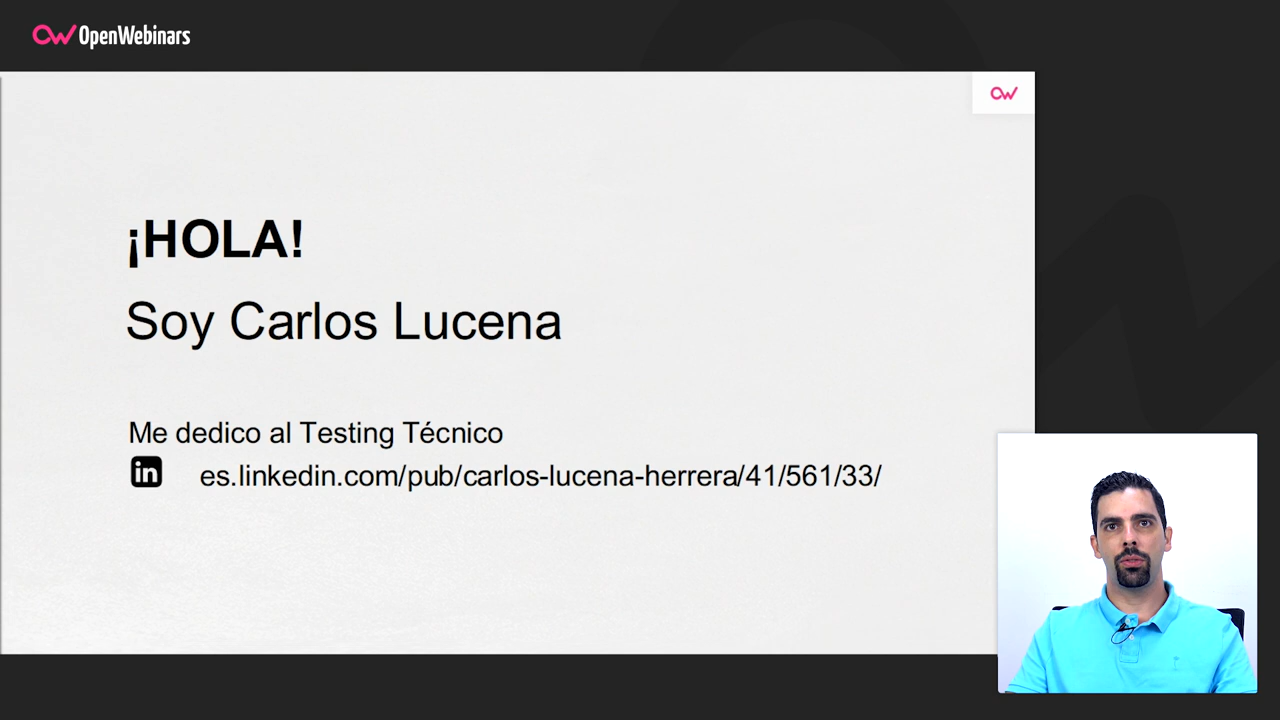 OpenWebinars
¡HOLA!
Soy Carlos Lucena
Me dedico al Testing Técnico
in es.linkedin.com/pub/carlos-lucena-herrera/41/561/33/